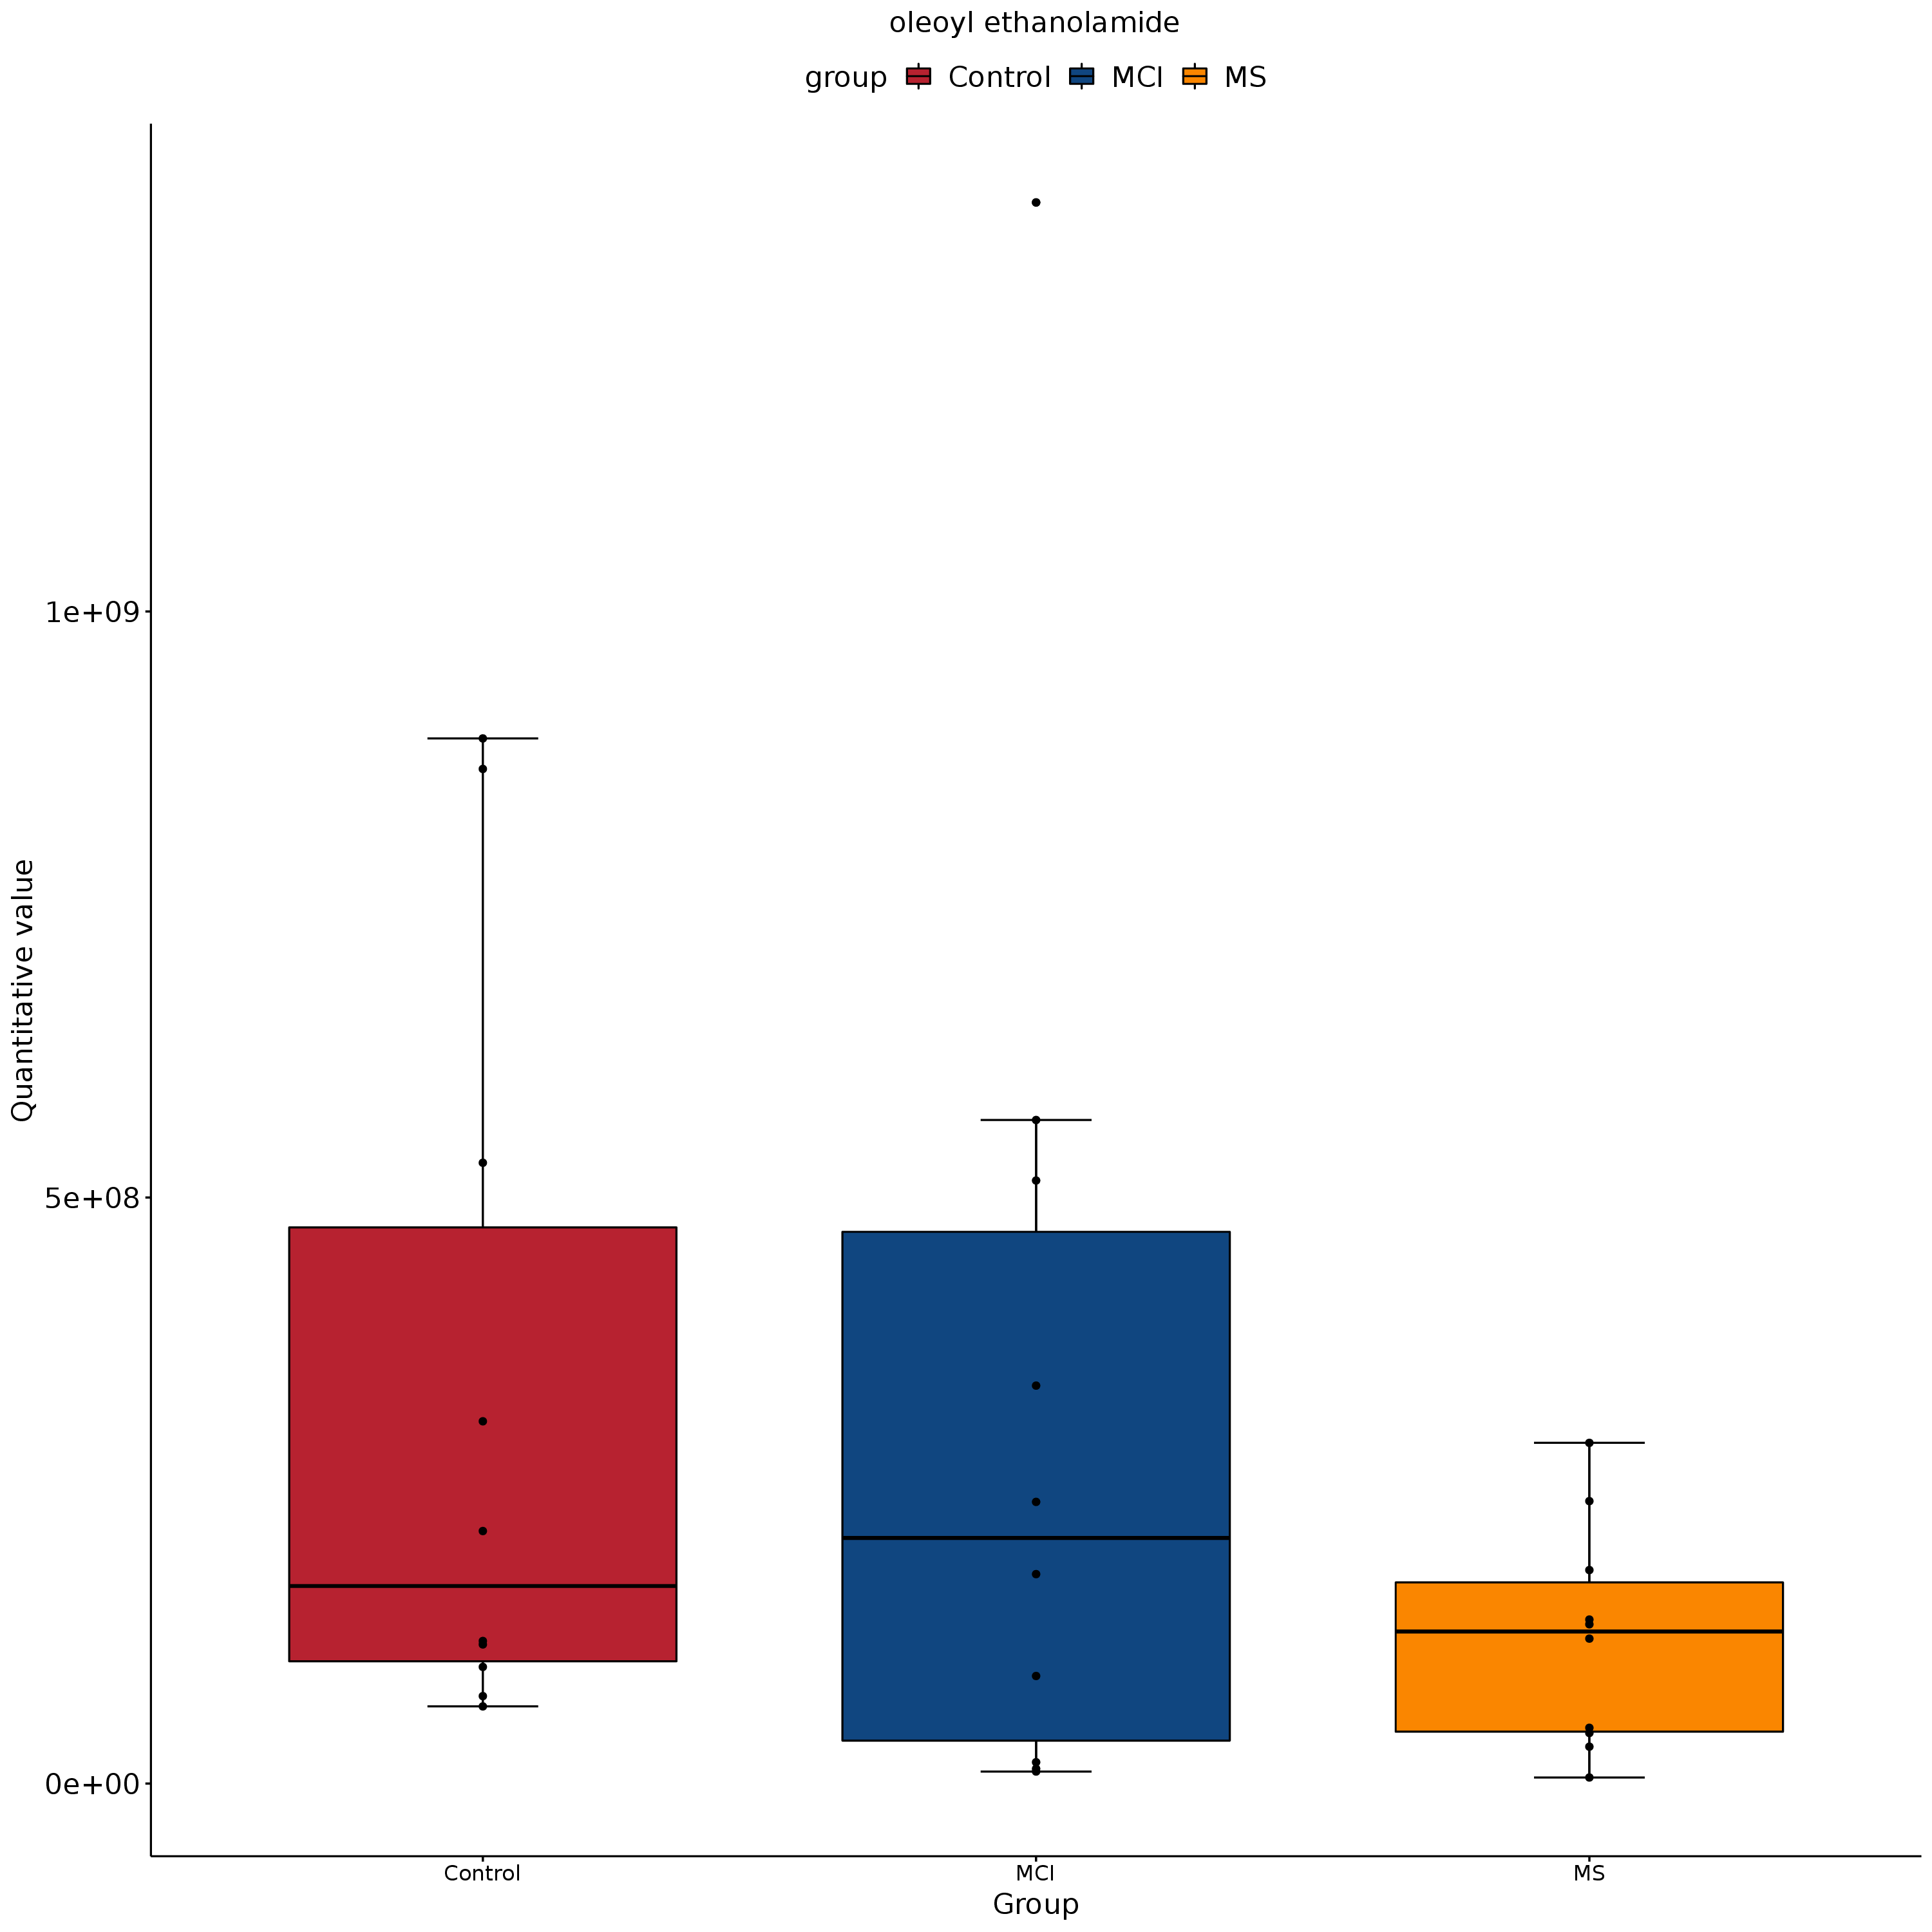 oleoyl ethanolamide
group Control MCI MS
Quantitative value
1e+09
5e+08
0e+00
Control MCI MS
Group